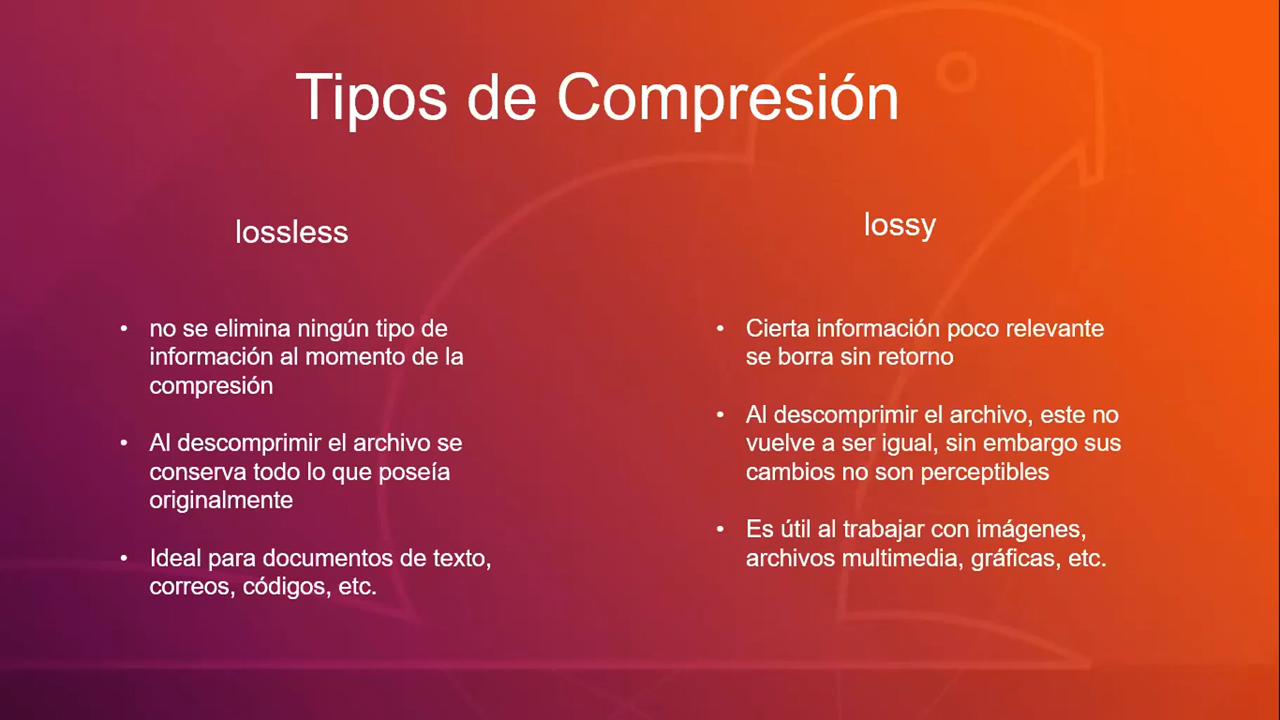 Tipos de Compresión
lossless
• no se elimina ningún tipo de
información al momento de la
compresión
• Al descomprimir el archivo se
conserva todo lo que poseía
originalmente
• Ideal para documentos de texto,
correos, códigos, etc.
lossy
• Cierta información poco relevante
se borra sin retorno
• Al descomprimir el archivo, este no
vuelve a ser igual, sin embargo sus
cambios no son perceptibles
• Es útil al trabajar con imágenes,
archivos multimedia, gráficas, etc.